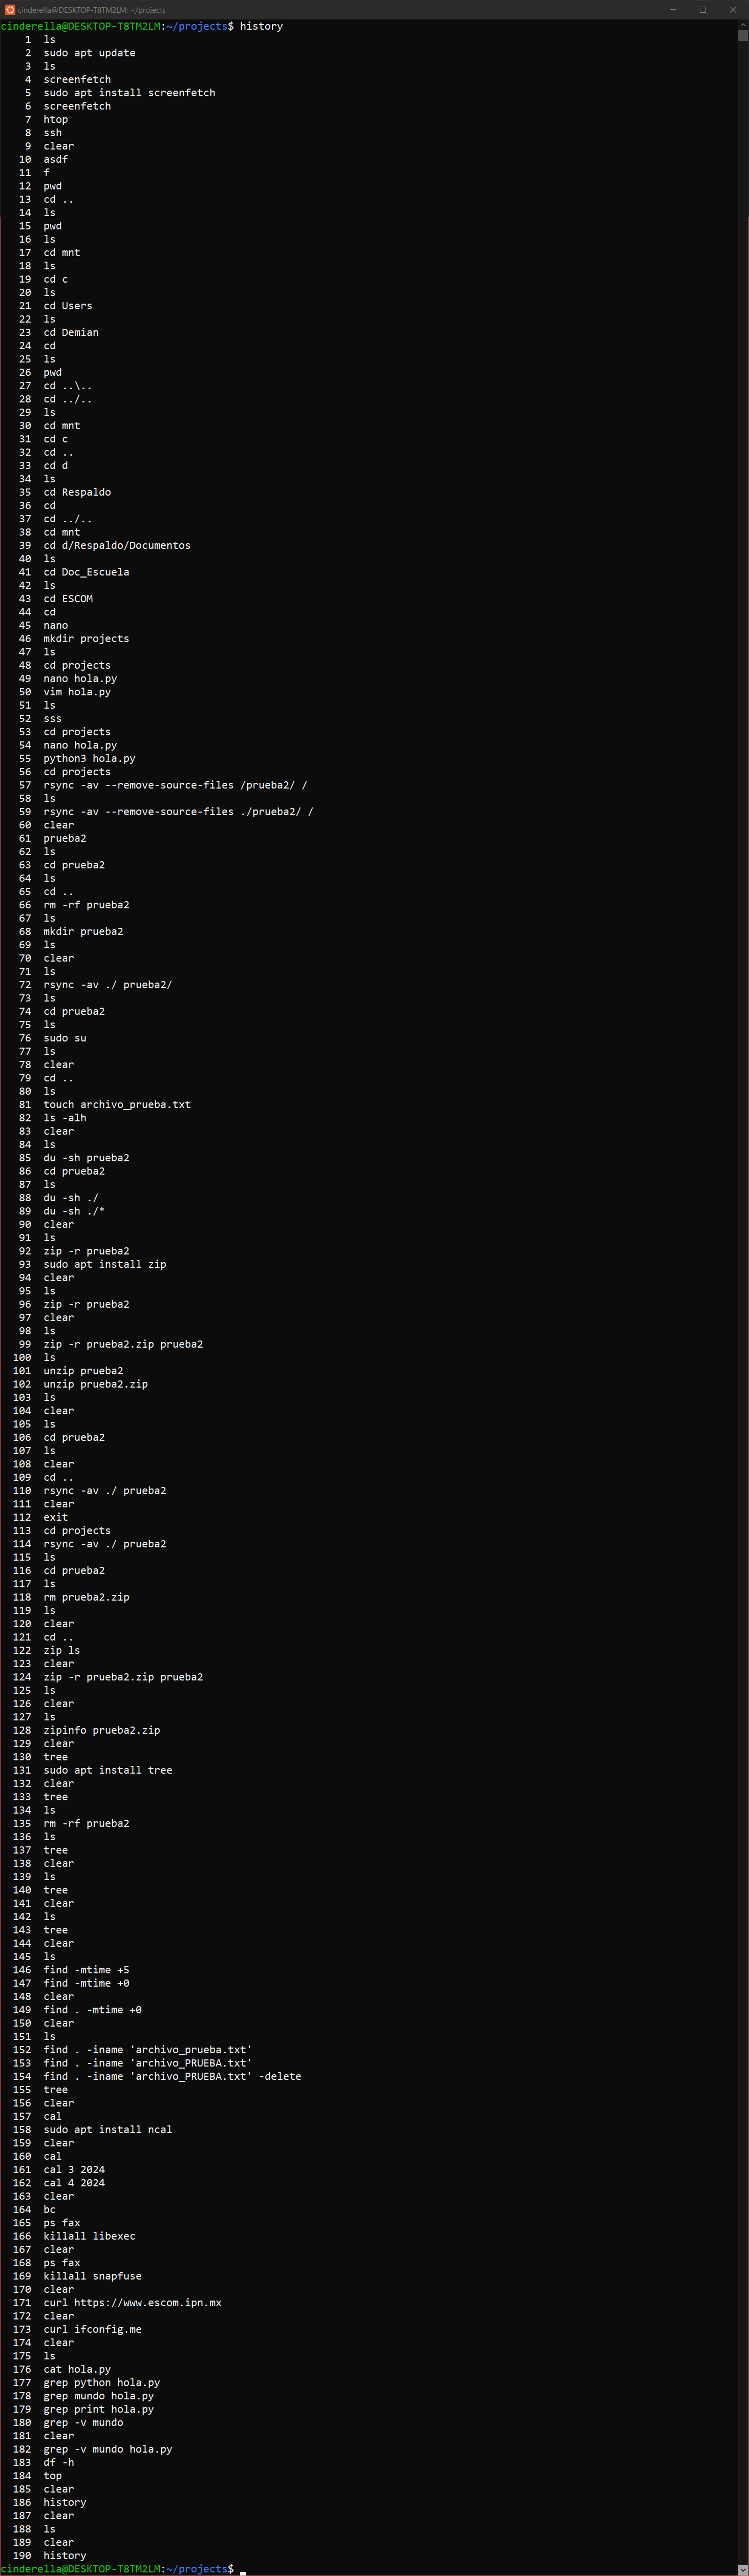 cinderella@DESKTOP-T8TM2LM: ~/projects
cinderella@DESKTOP-T8TM2LM:~/projects$ history
1 ls
2 sudo apt update
3 ls
4 screenfetch
5 sudo apt install screenfetch
6 screenfetch
7 htop
8 ssh
9 clear
10 asdf
11 f
12 pwd
13 cd ..
14 ls
15 pwd
16 ls
17 cd mnt
18 ls
19 cd c
20 ls
21 cd Users
22 ls
23 cd Demian
24 cd
25 ls
26 pwd
27 cd ..\..
28 cd ../..
29 ls
30 cd mnt
31 cd c
32 cd ..
33 cd d
34 ls
35 cd Respaldo
36 cd
37 cd ../..
38 cd mnt
39 cd d/Respaldo/Documentos
40 ls
41 cd Doc_Escuela
42 ls
43 cd ESCOM
44 cd
45 nano
46 mkdir projects
47 ls
48 cd projects
49 nano hola.py
50 vim hola.py
51 ls
52 sss
53 cd projects
54 nano hola.py
55 python3 hola.py
56 cd projects
57 rsync -av --remove-source-files /prueba2/ /
58 ls
59 rsync -av --remove-source-files ./prueba2/ /
60 clear
61 prueba2
62 ls
63 cd prueba2
64 ls
65 cd ..
66 rm -rf prueba2
67 ls
68 mkdir prueba2
69 ls
70 clear
71 ls
72 rsync -av ./ prueba2/
73 ls
74 cd prueba2
75 ls
76 sudo su
77 ls
78 clear
79 cd ..
80 ls
81 touch archivo_prueba.txt
82 ls -alh
83 clear
84 ls
85 du -sh prueba2
86 cd prueba2
87 ls
88 du -sh ./
89 du -sh ./*
90 clear
91 ls
92 zip -r prueba2
93 sudo apt install zip
94 clear
95 ls
96 zip -r prueba2
97 clear
98 ls
99 zip -r prueba2.zip prueba2
100 ls
101 unzip prueba2
102 unzip prueba2.zip
103 ls
104 clear
105 ls
106 cd prueba2
107 ls
108 clear
109 cd ..
110 rsync -av ./ prueba2
111 clear
112 exit
113 cd projects
114 rsync -av ./ prueba2
115 ls
116 cd prueba2
117 ls
118 rm prueba2.zip
119 ls
120 clear
121 cd ..
122 zip ls
123 clear
124 zip -r prueba2.zip prueba2
125 ls
126 clear
127 ls
128 zipinfo prueba2.zip
129 clear
130 tree
131 sudo apt install tree
132 clear
133 tree
134 ls
135 rm -rf prueba2
136 ls
137 tree
138 clear
139 ls
140 tree
141 clear
142 ls
143 tree
144 clear
145 ls
146 find -mtime +5
147 find -mtime +0
148 clear
149 find . -mtime +0
150 clear
151 ls
152 find . -iname 'archivo_prueba.txt'
153 find . -iname 'archivo_PRUEBA.txt'
154 find . -iname 'archivo_PRUEBA.txt' -delete
155 tree
156 clear
157 cal
158 sudo apt install ncal
159 clear
160 cal
161 cal 3 2024
162 cal 4 2024
163 clear
164 bc
165 ps fax
166 killall libexec
167 clear
168 ps fax
169 killall snapfuse
170 clear
171 curl https://www.escom.ipn.mx
172 clear
173 curl ifconfig.me
174 clear
175 ls
176 cat hola.py
177 grep python hola.py
178 grep mundo hola.py
179 grep print hola.py
180 grep -v mundo
181 clear
182 grep -v mundo hola.py
183 df -h
184 top
185 clear
186 history
187 clear
188 ls
189 clear
190 history
cinderella@DESKTOP-T8TM2LM:~/projects$